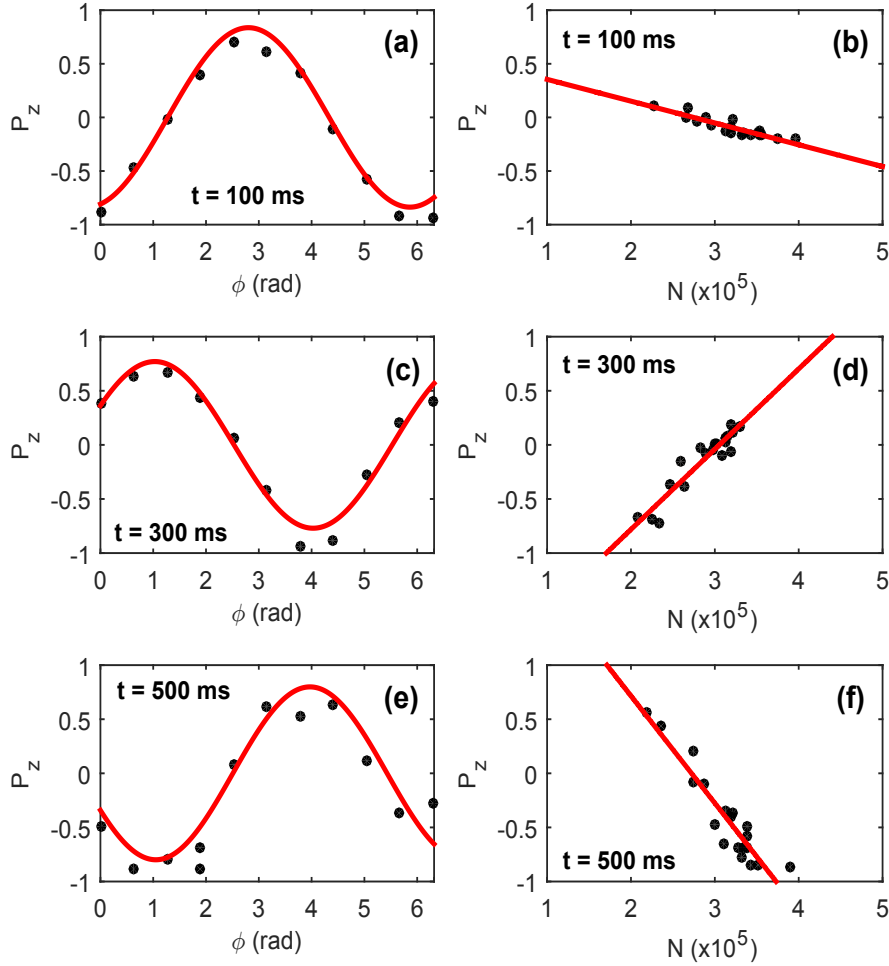 (a)
P_z
1
0.5
0
-0.5
-1
t = 100 ms
0 1 2 3 4 5 6
ϕ (rad)
(b)
P_z
1
0.5
0
-0.5
-1
t = 100 ms
1 2 3 4 5
N (x10^5)
(c)
P_z
1
0.5
0
-0.5
-1
t = 300 ms
0 1 2 3 4 5 6
ϕ (rad)
(d)
P_z
1
0.5
0
-0.5
-1
t = 300 ms
1 2 3 4 5
N (x10^5)
(e)
P_z
1
0.5
0
-0.5
-1
t = 500 ms
0 1 2 3 4 5 6
ϕ (rad)
(f)
P_z
1
0.5
0
-0.5
-1
t = 500 ms
1 2 3 4 5
N (x10^5)